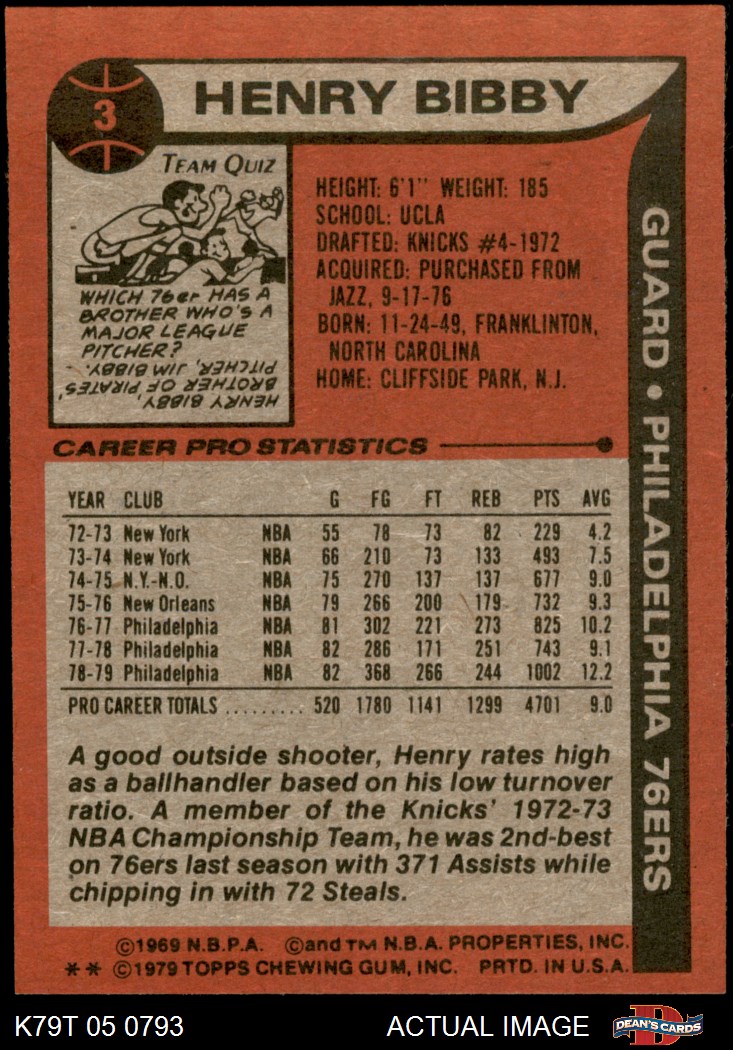 3
HENRY BIBBY
TEAM QUIZ
WHICH 76er HAS A
BROTHER WHO'S A
MAJOR LEAGUE
PITCHER?
HENRY BIBBY,
BROTHER OF PIRATES'
PITCHER, JIM BIBBY.
HEIGHT: 6'1" WEIGHT: 185
SCHOOL: UCLA
DRAFTED: KNICKS #4-1972
ACQUIRED: PURCHASED FROM
JAZZ, 9-17-76
BORN: 11-24-49, FRANKLINTON,
NORTH CAROLINA
HOME: CLIFFSIDE PARK, N.J.
GUARD • PHILADELPHIA 76ERS
CAREER PRO STATISTICS
YEAR CLUB G FG FT REB PTS AVG
72-73 New York NBA 55 78 73 82 229 4.2
73-74 New York NBA 66 210 73 133 493 7.5
74-75 N.Y.-N.O. NBA 75 270 137 137 677 9.0
75-76 New Orleans NBA 79 266 200 179 732 9.3
76-77 Philadelphia NBA 81 302 221 273 825 10.2
77-78 Philadelphia NBA 82 286 171 251 743 9.1
78-79 Philadelphia NBA 82 368 266 244 1002 12.2
PRO CAREER TOTALS ......... 520 1780 1141 1299 4701 9.0
A good outside shooter, Henry rates high
as a ballhandler based on his low turnover
ratio. A member of the Knicks' 1972-73
NBA Championship Team, he was 2nd-best
on 76ers last season with 371 Assists while
chipping in with 72 Steals.
©1969 N.B.P.A. ©and TM N.B.A. PROPERTIES, INC.
** ©1979 TOPPS CHEWING GUM, INC. PRTD. IN U.S.A.
K79T 05 0793 ACTUAL IMAGE D DEAN'S CARDS